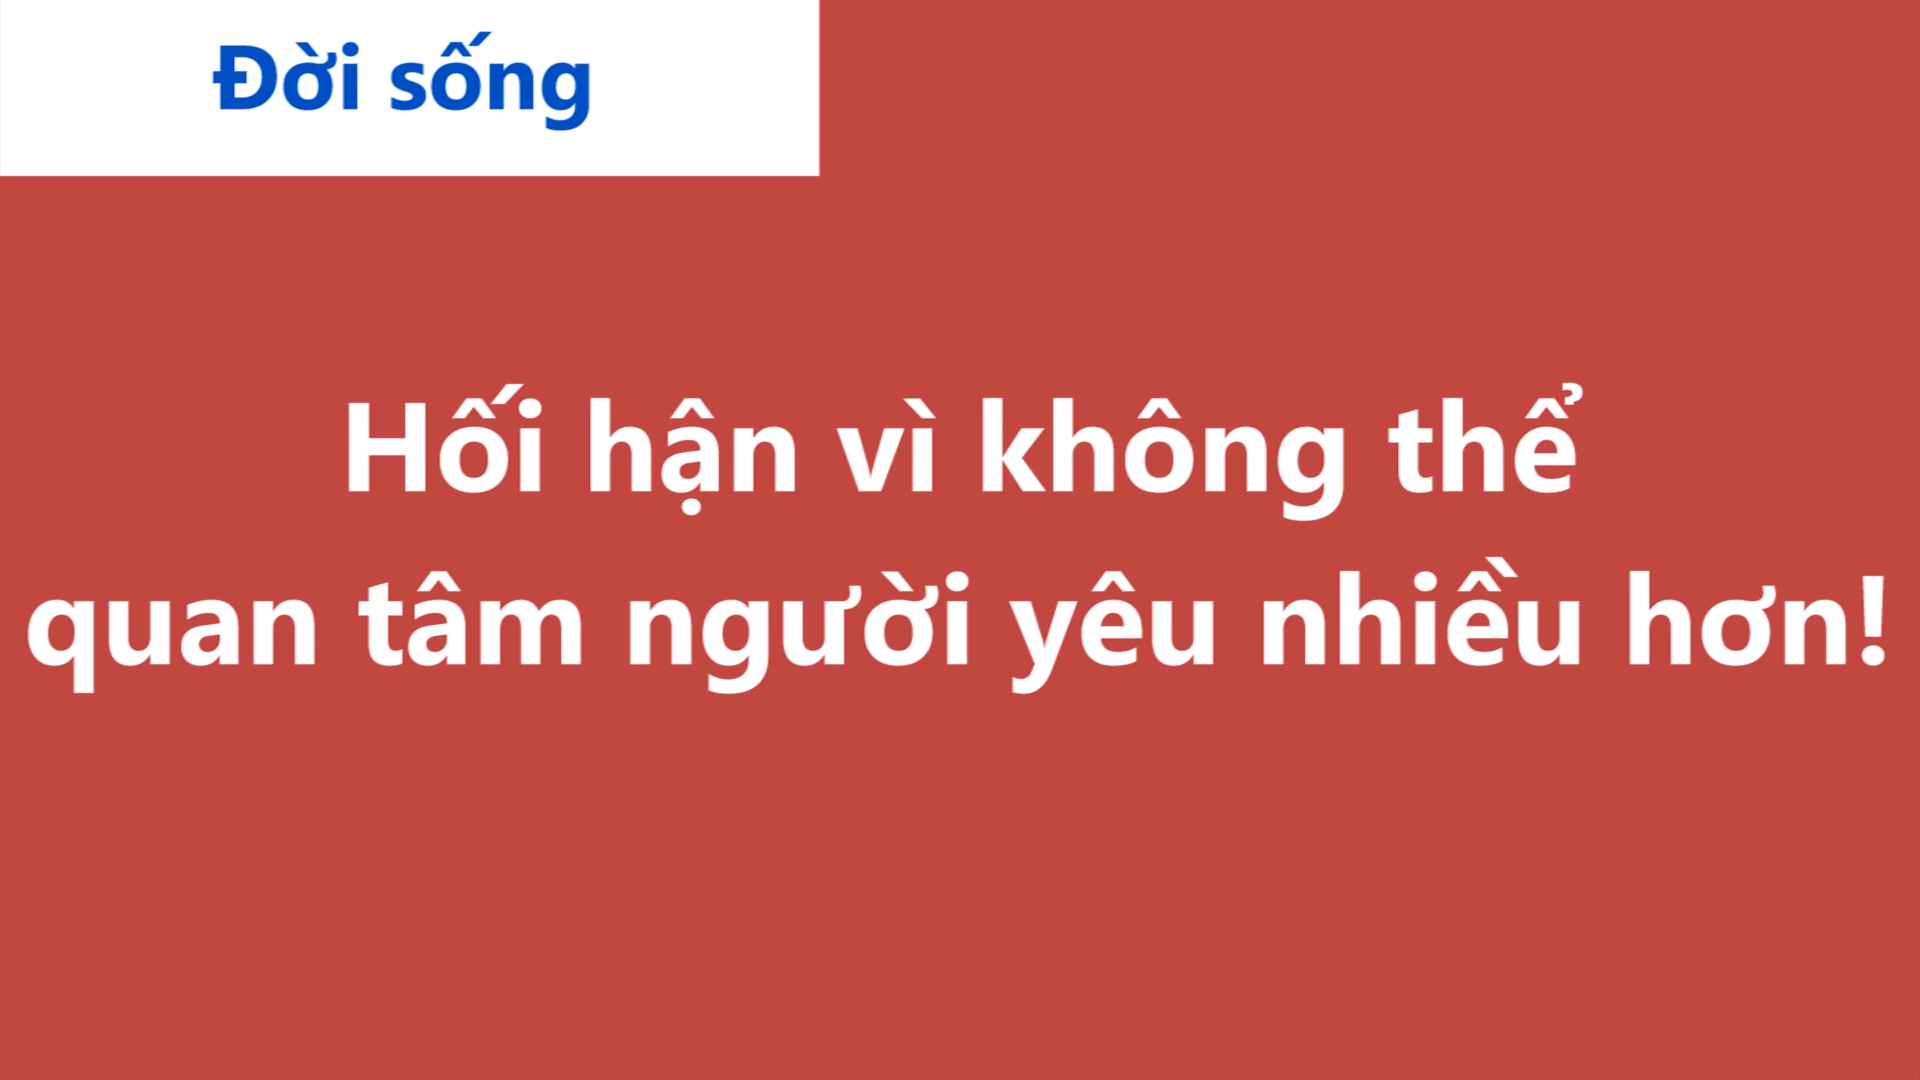 Đời sống
Hối hận vì không thể
quan tâm người yêu nhiều hơn!